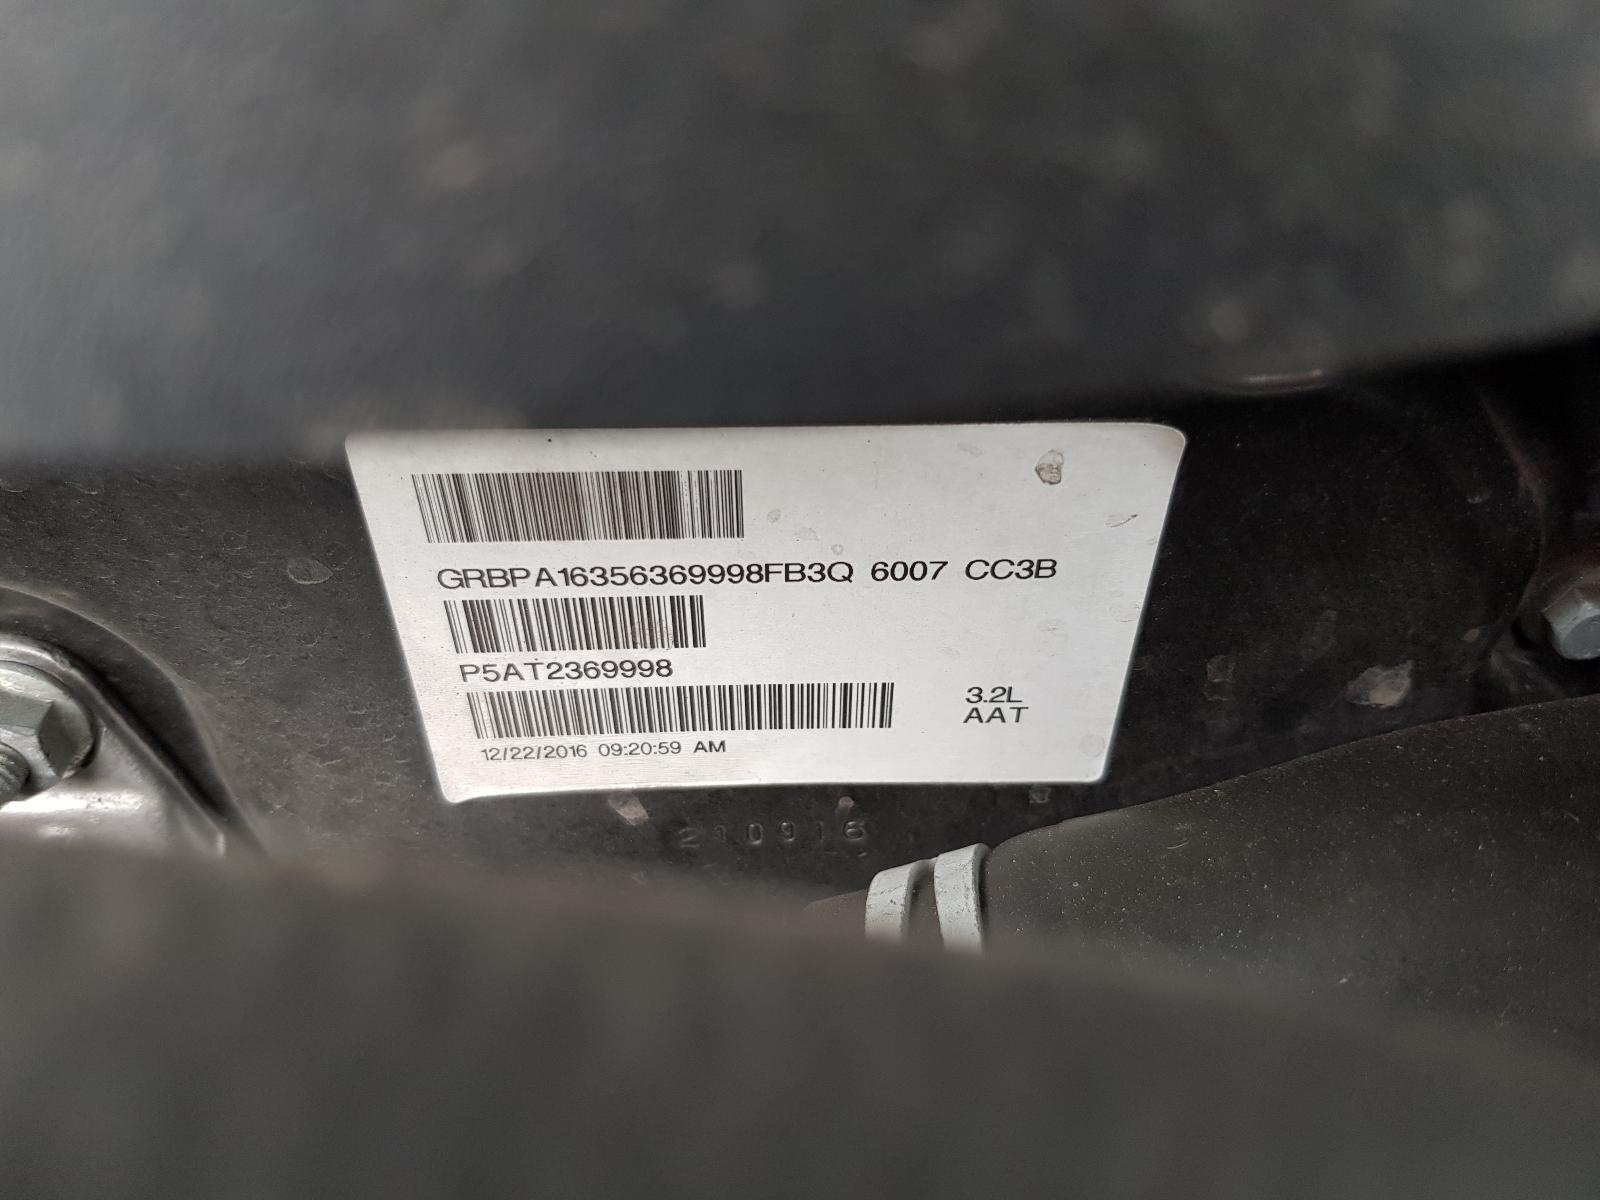 GRBPA16356369998FB3Q 6007 CC3B
P5AT2369998
3.2L
AAT
12/22/2016 09:20:59 AM
210916